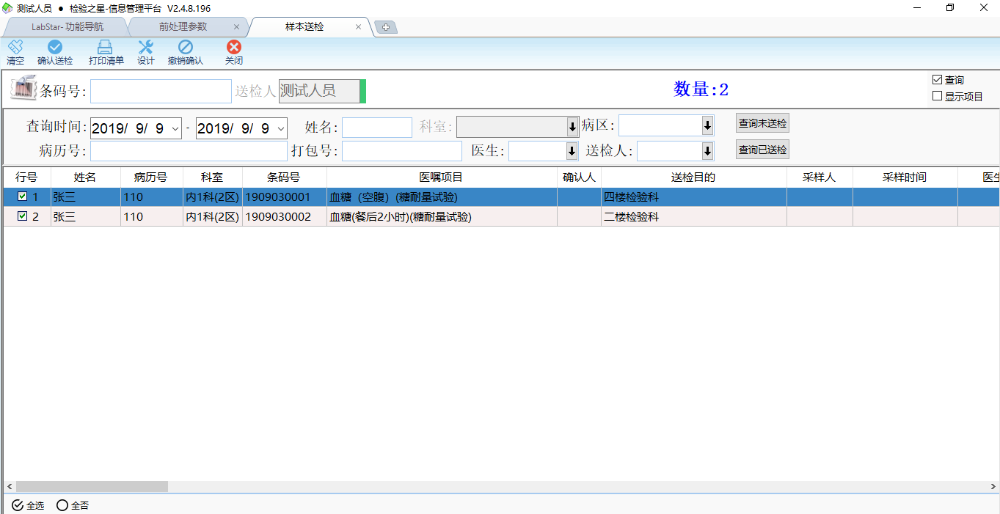 测试人员 ● 检验之星-信息管理平台 V2.4.8.196
LabStar-功能导航 前处理参数 × 样本送检 ×
清空 确认送检 打印清单 设计 撤销确认 关闭
条码号: 送检人 测试人员 数量:2 查询
显示项目
查询时间: 2019/ 9/ 9 - 2019/ 9/ 9 姓名: 科室: 病区: 查询未送检
病历号: 打包号: 医生: 送检人: 查询已送检
行号 姓名 病历号 科室 条码号 医嘱项目 确认人 送检目的 采样人 采样时间 医生
1 张三 110 内1科(2区) 1909030001 血糖（空腹）(糖耐量试验) 四楼检验科
2 张三 110 内1科(2区) 1909030002 血糖(餐后2小时)(糖耐量试验) 二楼检验科
全选 全否